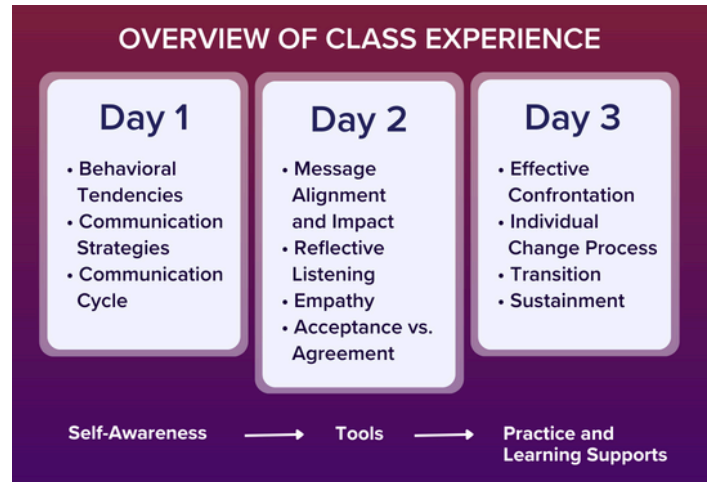 OVERVIEW OF CLASS EXPERIENCE
Day 1
• Behavioral
Tendencies
• Communication
Strategies
• Communication
Cycle
Day 2
• Message
Alignment
and Impact
• Reflective
Listening
• Empathy
• Acceptance vs.
Agreement
Day 3
• Effective
Confrontation
• Individual
Change Process
• Transition
• Sustainment
Self-Awareness
Tools
Practice and
Learning Supports